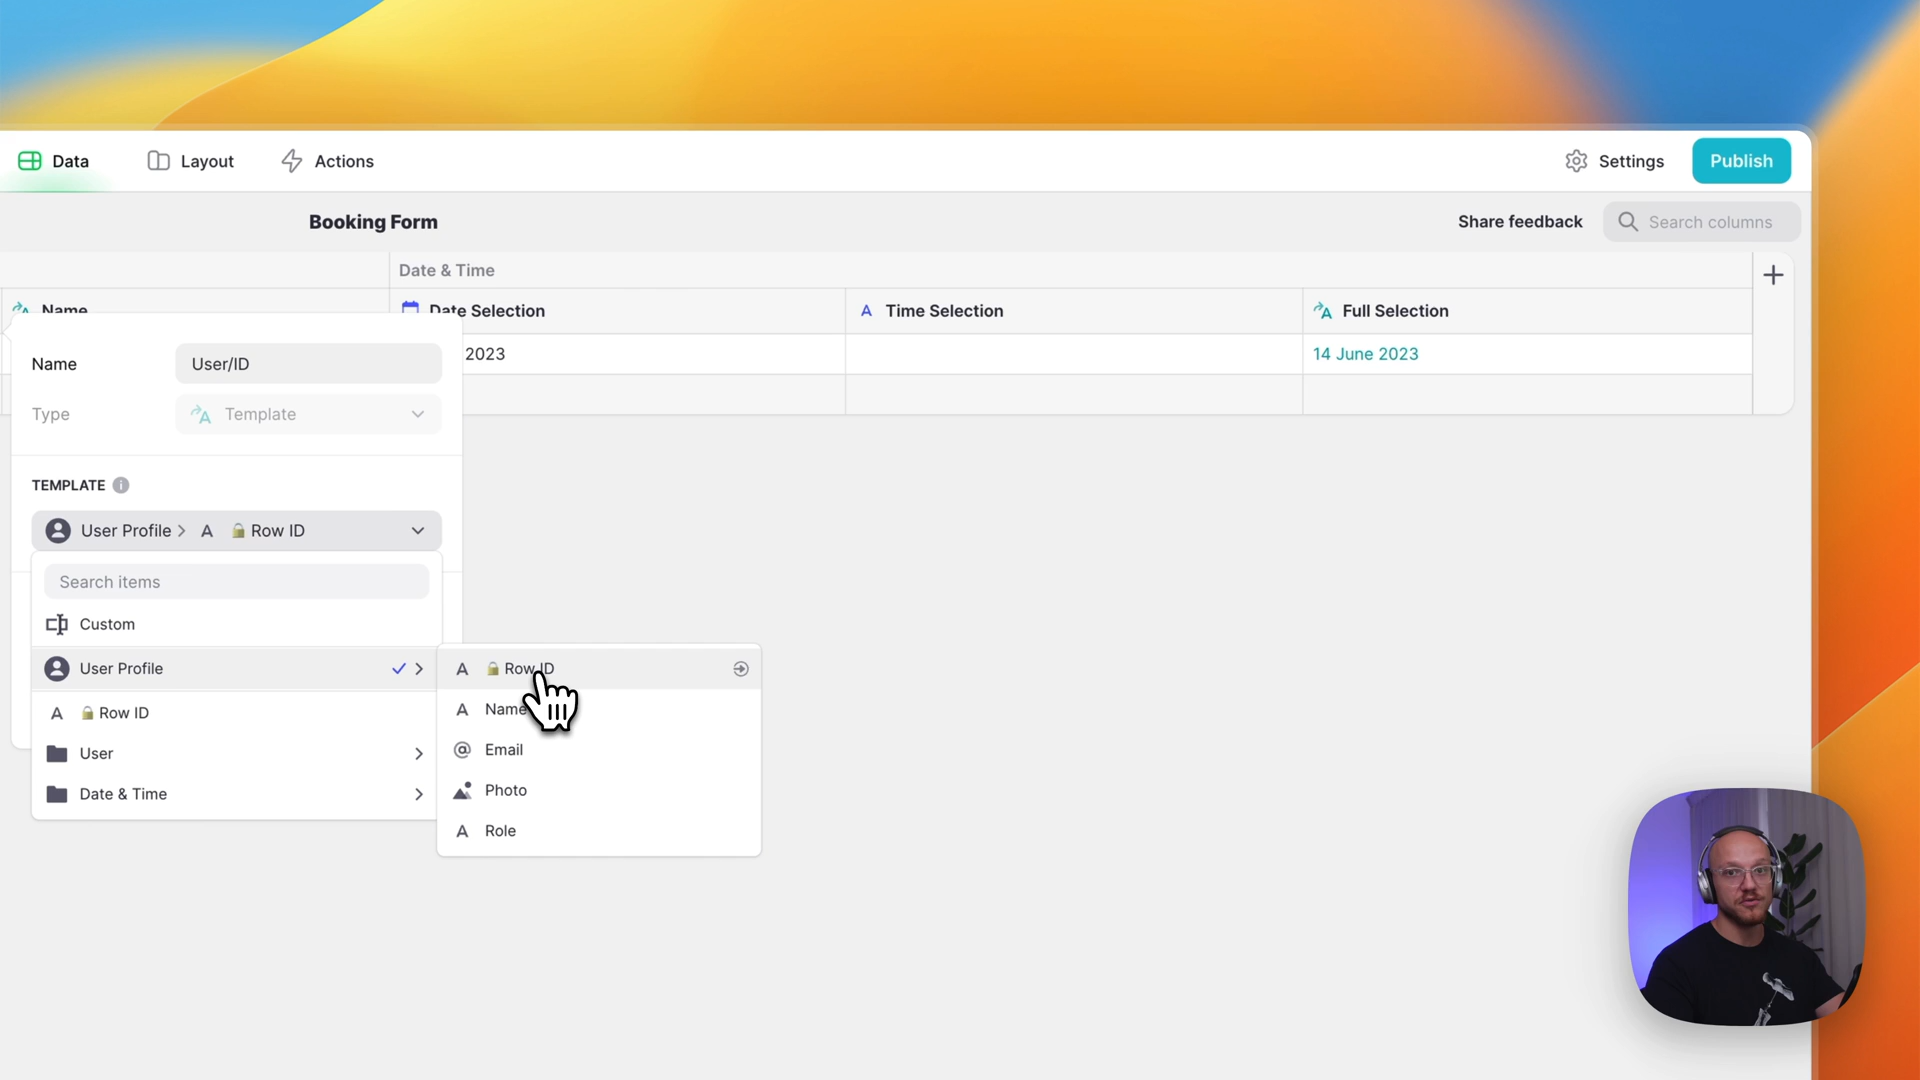 Data
Layout
Actions
Settings
Publish
Booking Form
Share feedback
Search columns
Date & Time
Name
Date Selection
Time Selection
Full Selection
2023
14 June 2023
Name
User/ID
Type
Template
TEMPLATE
User Profile > A 🔒 Row ID
Search items
Custom
User Profile
A 🔒 Row ID
User
Date & Time
A 🔒 Row ID
A Name
Email
Photo
A Role